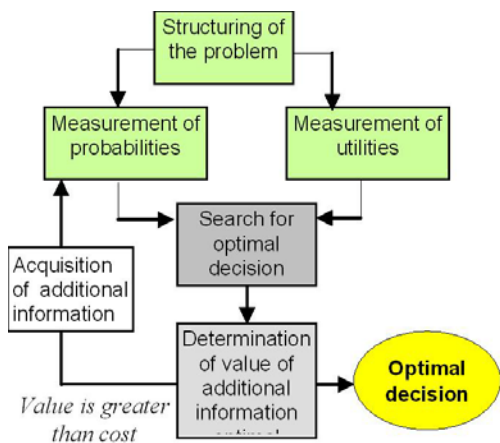 Structuring of
the problem
Measurement of
probabilities
Measurement of
utilities
Search for
optimal
decision
Acquisition
of additional
information
Determination
of value of
additional
information
Optimal
decision
Value is greater
than cost